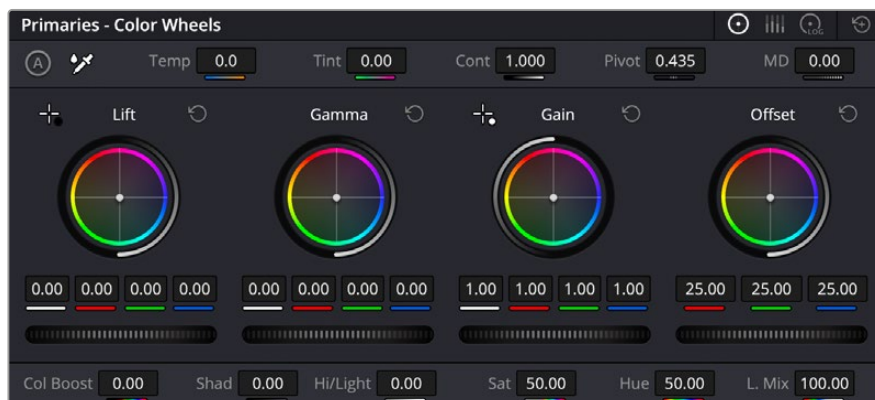 Primaries - Color Wheels
LOG
A Temp 0.0 Tint 0.00 Cont 1.000 Pivot 0.435 MD 0.00
Lift Gamma Gain Offset
0.00 0.00 0.00 0.00 0.00 0.00 0.00 0.00 1.00 1.00 1.00 1.00 25.00 25.00 25.00
Col Boost 0.00 Shad 0.00 Hi/Light 0.00 Sat 50.00 Hue 50.00 L. Mix 100.00